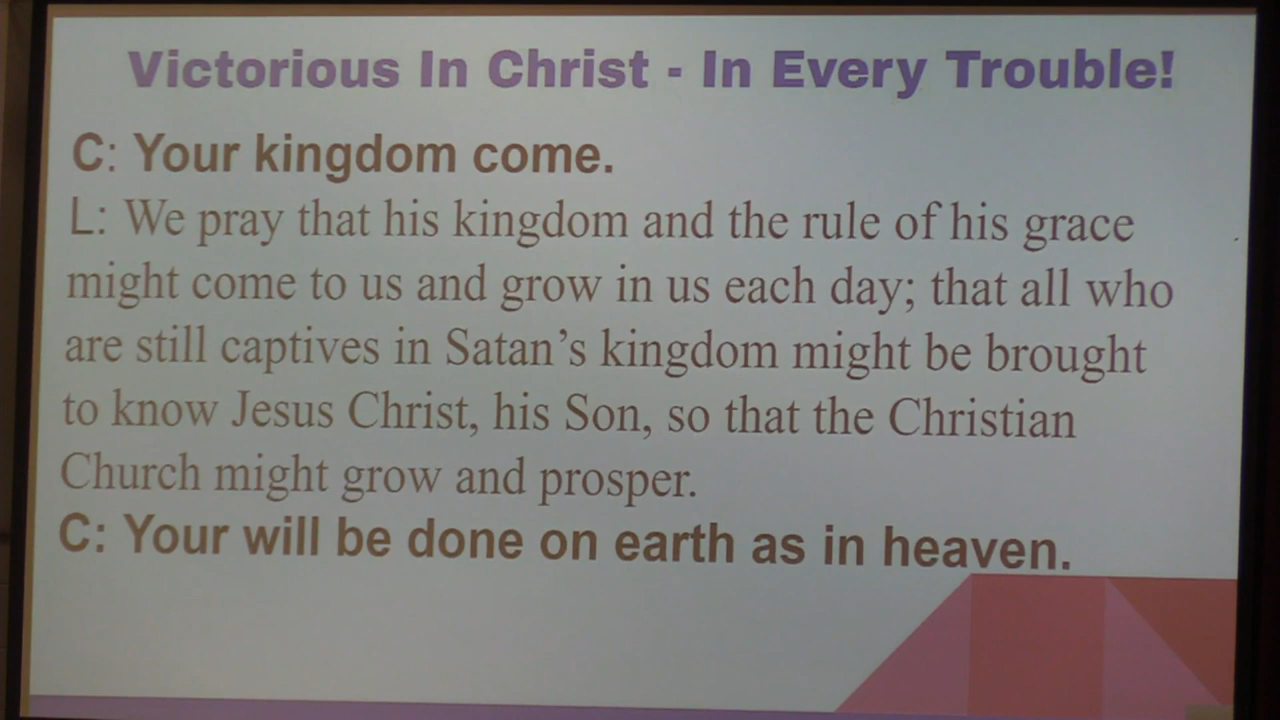 Victorious In Christ - In Every Trouble!
C: Your kingdom come.
L: We pray that his kingdom and the rule of his grace
might come to us and grow in us each day; that all who
are still captives in Satan’s kingdom might be brought
to know Jesus Christ, his Son, so that the Christian
Church might grow and prosper.
C: Your will be done on earth as in heaven.